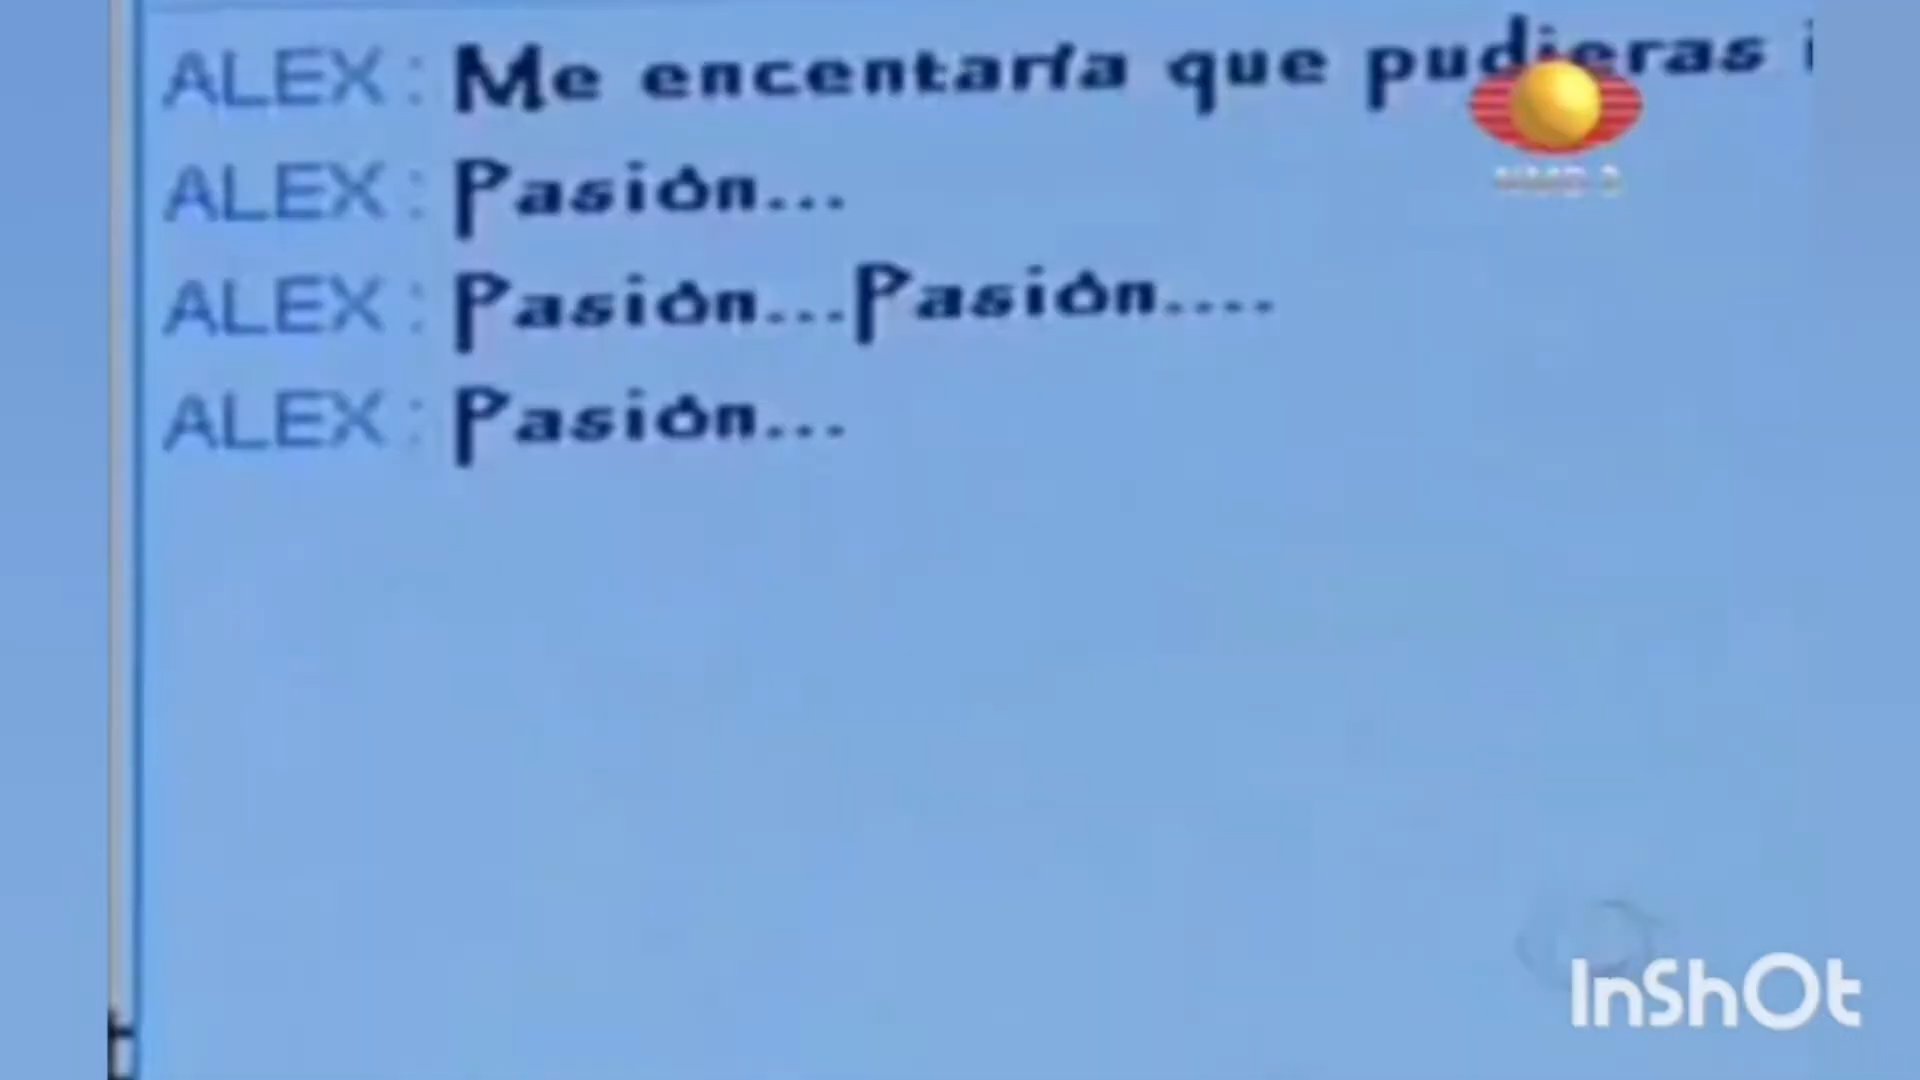 ALEX: Me encentaría que pudieras i
ALEX: Pasión...
ALEX: Pasión...Pasión....
ALEX: Pasión...
InShOt